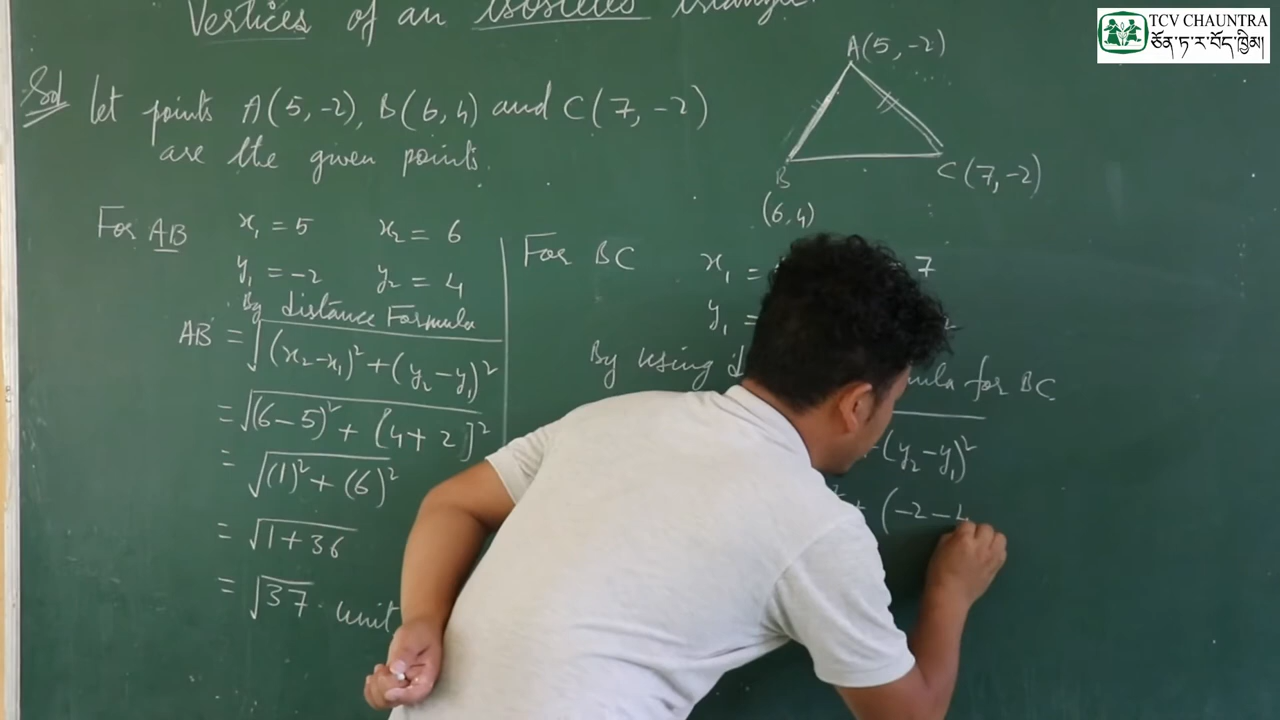 Vertices of an isosceles triangle.
Sol let points A(5, -2), B(6, 4) and C(7, -2)
are the given points.
A(5, -2)
B
(6, 4)
C (7, -2)
For AB x₁ = 5 x₂ = 6
y₁ = -2 y₂ = 4
By distance Formula
AB = √(x₂-x₁)² + (y₂-y₁)²
= √(6-5)² + [4+2]²
= √(1)² + (6)²
= √1+36
= √37 unit
For BC x₁ = 7
y₁ =
By using for BC
(y₂-y₁)²
+ (-2-4
TCV CHAUNTRA
ཅོན་ཏ་ར་བོད་ཁྱིམ།